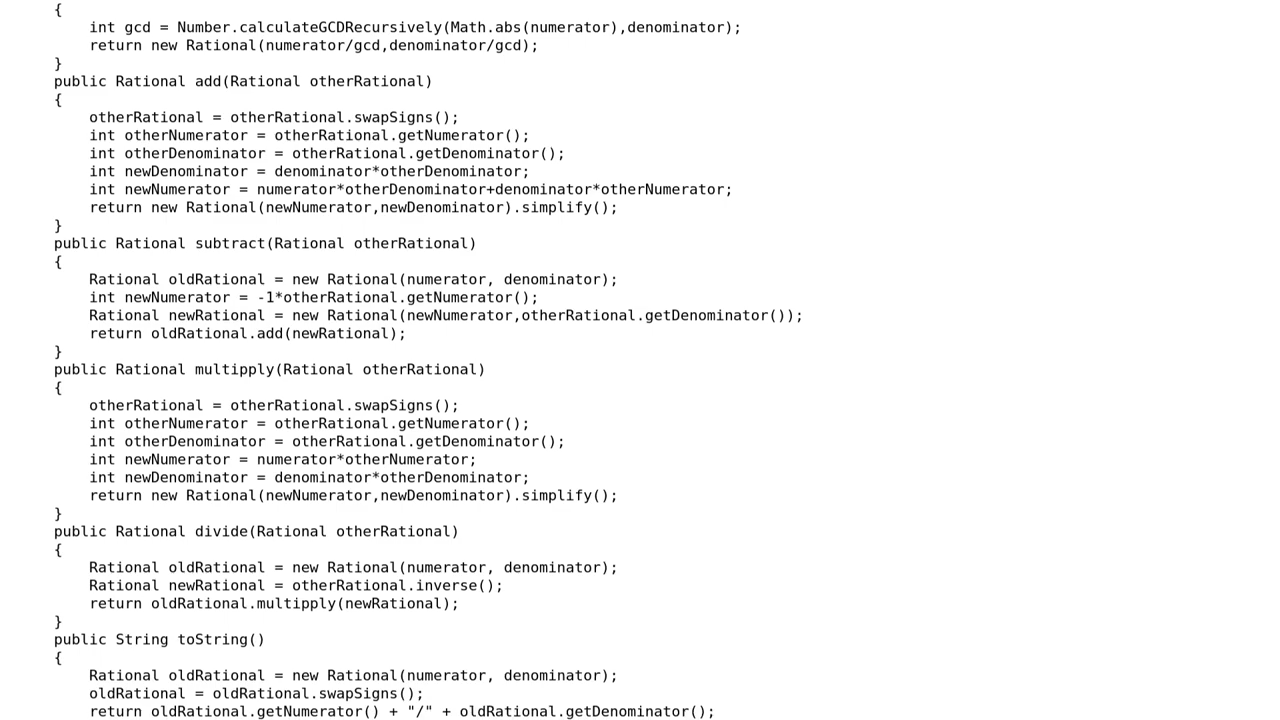 {
int gcd = Number.calculateGCDRecursively(Math.abs(numerator),denominator);
return new Rational(numerator/gcd,denominator/gcd);
}
public Rational add(Rational otherRational)
{
otherRational = otherRational.swapSigns();
int otherNumerator = otherRational.getNumerator();
int otherDenominator = otherRational.getDenominator();
int newDenominator = denominator*otherDenominator;
int newNumerator = numerator*otherDenominator+denominator*otherNumerator;
return new Rational(newNumerator,newDenominator).simplify();
}
public Rational subtract(Rational otherRational)
{
Rational oldRational = new Rational(numerator, denominator);
int newNumerator = -1*otherRational.getNumerator();
Rational newRational = new Rational(newNumerator,otherRational.getDenominator());
return oldRational.add(newRational);
}
public Rational multipply(Rational otherRational)
{
otherRational = otherRational.swapSigns();
int otherNumerator = otherRational.getNumerator();
int otherDenominator = otherRational.getDenominator();
int newNumerator = numerator*otherNumerator;
int newDenominator = denominator*otherDenominator;
return new Rational(newNumerator,newDenominator).simplify();
}
public Rational divide(Rational otherRational)
{
Rational oldRational = new Rational(numerator, denominator);
Rational newRational = otherRational.inverse();
return oldRational.multipply(newRational);
}
public String toString()
{
Rational oldRational = new Rational(numerator, denominator);
oldRational = oldRational.swapSigns();
return oldRational.getNumerator() + "/" + oldRational.getDenominator();